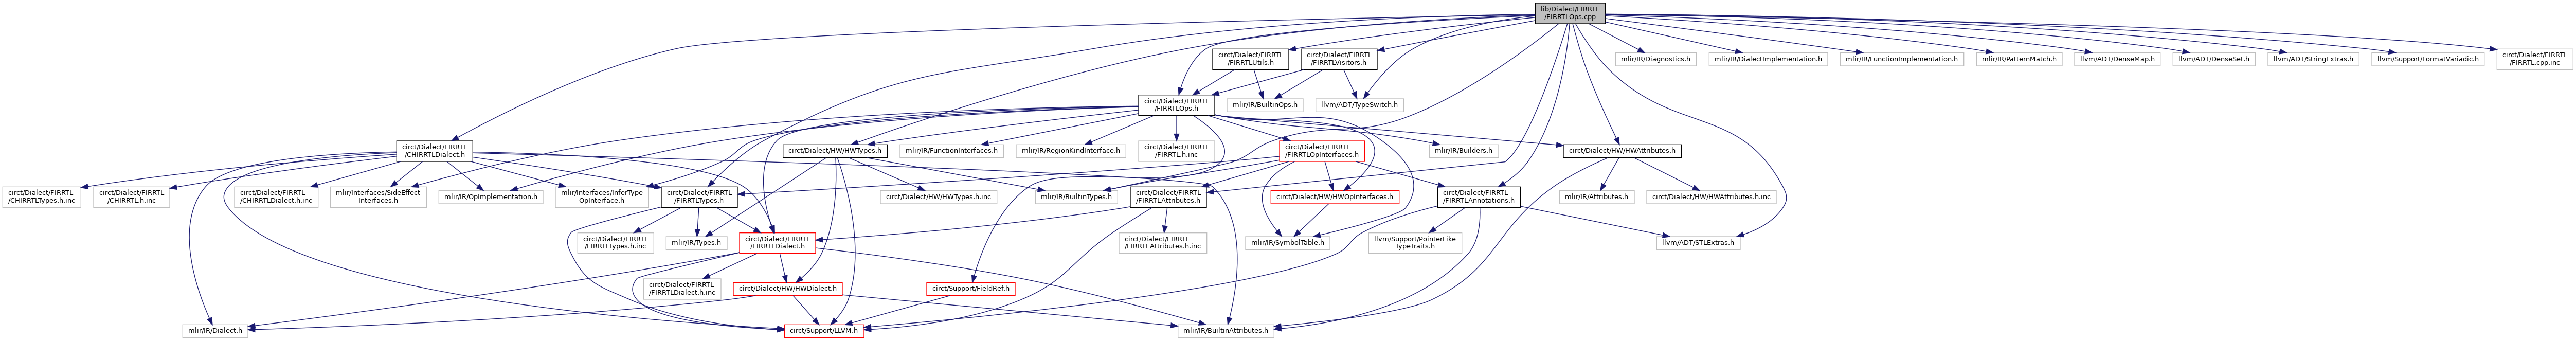 lib/Dialect/FIRRTL
/FIRRTLOps.cpp
circt/Dialect/FIRRTL
/FIRRTLUtils.h
circt/Dialect/FIRRTL
/FIRRTLVisitors.h
mlir/IR/Diagnostics.h
mlir/IR/DialectImplementation.h
mlir/IR/FunctionImplementation.h
mlir/IR/PatternMatch.h
llvm/ADT/DenseMap.h
llvm/ADT/DenseSet.h
llvm/ADT/StringExtras.h
llvm/Support/FormatVariadic.h
circt/Dialect/FIRRTL
/FIRRTL.cpp.inc
circt/Dialect/FIRRTL
/FIRRTLOps.h
mlir/IR/BuiltinOps.h
llvm/ADT/TypeSwitch.h
circt/Dialect/FIRRTL
/CHIRRTLDialect.h
circt/Dialect/HW/HWTypes.h
mlir/IR/FunctionInterfaces.h
mlir/IR/RegionKindInterface.h
circt/Dialect/FIRRTL
/FIRRTL.h.inc
circt/Dialect/FIRRTL
/FIRRTLOpInterfaces.h
mlir/IR/Builders.h
circt/Dialect/HW/HWAttributes.h
circt/Dialect/FIRRTL
/CHIRRTLTypes.h.inc
circt/Dialect/FIRRTL
/CHIRRTL.h.inc
circt/Dialect/FIRRTL
/CHIRRTLDialect.h.inc
mlir/Interfaces/SideEffect
Interfaces.h
mlir/IR/OpImplementation.h
mlir/Interfaces/InferType
OpInterface.h
circt/Dialect/FIRRTL
/FIRRTLTypes.h
circt/Dialect/HW/HWTypes.h.inc
mlir/IR/BuiltinTypes.h
circt/Dialect/FIRRTL
/FIRRTLAttributes.h
circt/Dialect/HW/HWOpInterfaces.h
circt/Dialect/FIRRTL
/FIRRTLAnnotations.h
mlir/IR/Attributes.h
circt/Dialect/HW/HWAttributes.h.inc
circt/Dialect/FIRRTL
/FIRRTLTypes.h.inc
mlir/IR/Types.h
circt/Dialect/FIRRTL
/FIRRTLDialect.h
circt/Dialect/FIRRTL
/FIRRTLAttributes.h.inc
mlir/IR/SymbolTable.h
llvm/Support/PointerLike
TypeTraits.h
llvm/ADT/STLExtras.h
circt/Dialect/FIRRTL
/FIRRTLDialect.h.inc
circt/Dialect/HW/HWDialect.h
circt/Support/FieldRef.h
mlir/IR/Dialect.h
circt/Support/LLVM.h
mlir/IR/BuiltinAttributes.h